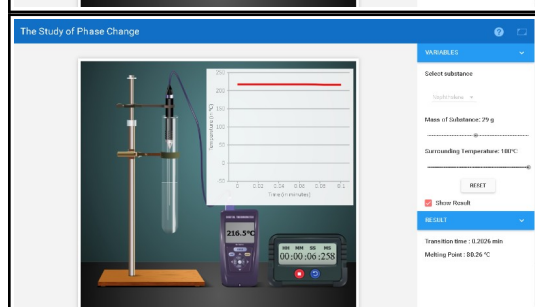 The Study of Phase Change
VARIABLES
Select substance
Mass of Substance: 29 g
Surrounding Temperature: 180°C
RESET
Show Result
RESULT
Transition time : 0.2026 min
Melting Point : 80.26 °C
250
200
150
100
50
0
Temperature (in °C)
0 0.02 0.04 0.06 0.08 0.1
Time (in minutes)
216.5°C
HH MM SS MS
00:00:06:258